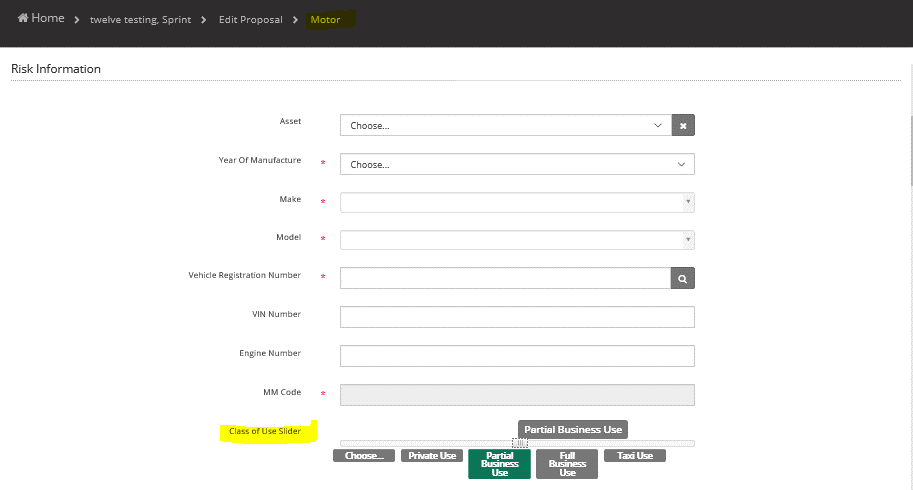 Home > twelve testing, Sprint > Edit Proposal > Motor
Risk Information
Asset Choose...
Year Of Manufacture * Choose...
Make *
Model *
Vehicle Registration Number *
VIN Number
Engine Number
MM Code *
Class of Use Slider Partial Business Use
Choose... Private Use Partial Business Use Full Business Use Taxi Use